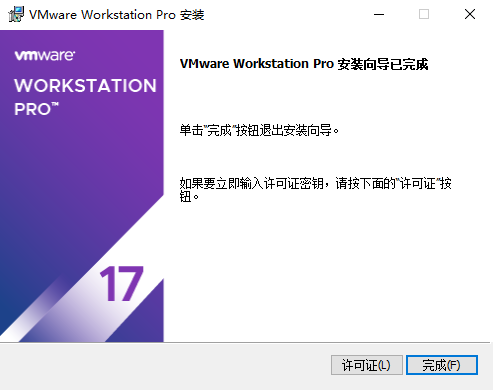 VMware Workstation Pro 安装
vmware®
WORKSTATION
PRO™
17
VMware Workstation Pro 安装向导已完成
单击"完成"按钮退出安装向导。
如果要立即输入许可证密钥，请按下面的"许可证"按
钮。
许可证(L)
完成(F)